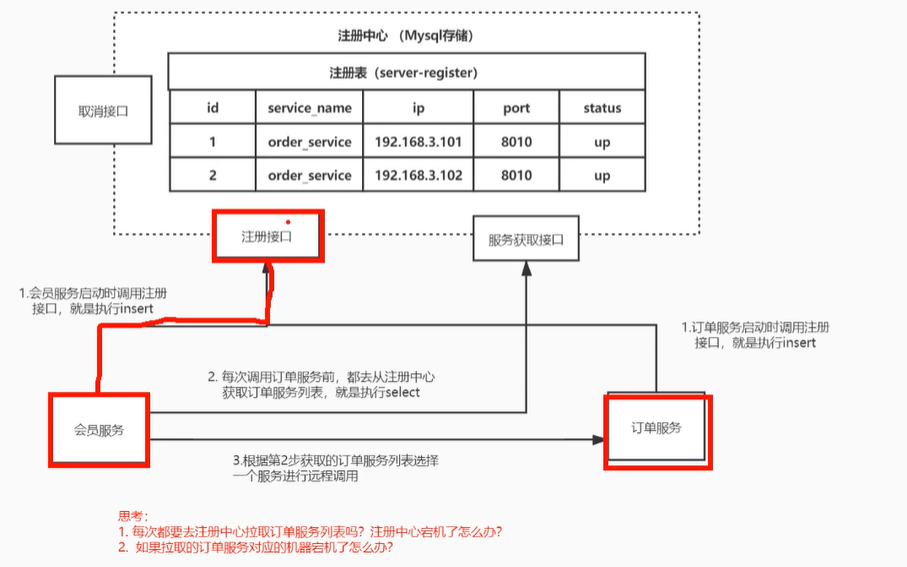 注册中心 （Mysql存储）
注册表（server-register）
id service_name ip port status
1 order_service 192.168.3.101 8010 up
2 order_service 192.168.3.102 8010 up
取消接口
注册接口
服务获取接口
1.会员服务启动时调用注册
接口，就是执行insert
1.订单服务启动时调用注册
接口，就是执行insert
2. 每次调用订单服务前，都去从注册中心
获取订单服务列表，就是执行select
会员服务
订单服务
3.根据第2步获取的订单服务列表选择
一个服务进行远程调用
思考：
1. 每次都要去注册中心拉取订单服务列表吗？注册中心宕机了怎么办？
2. 如果拉取的订单服务对应的机器宕机了怎么办？